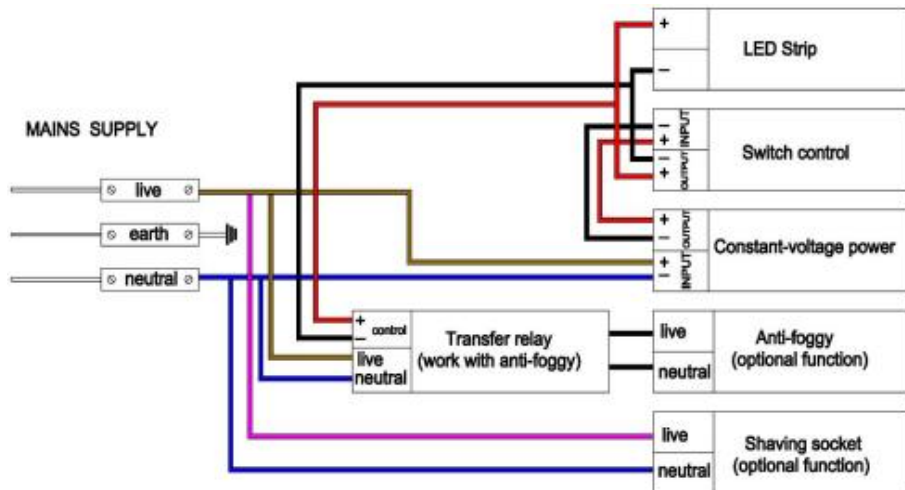 MAINS SUPPLY
live
earth
neutral
+
−
LED Strip
−
+
INPUT
−
+
OUTPUT
Switch control
+
−
OUTPUT
+
−
INPUT
Constant-voltage power
+
−
control
live
neutral
Transfer relay
(work with anti-foggy)
live
neutral
Anti-foggy
(optional function)
live
neutral
Shaving socket
(optional function)